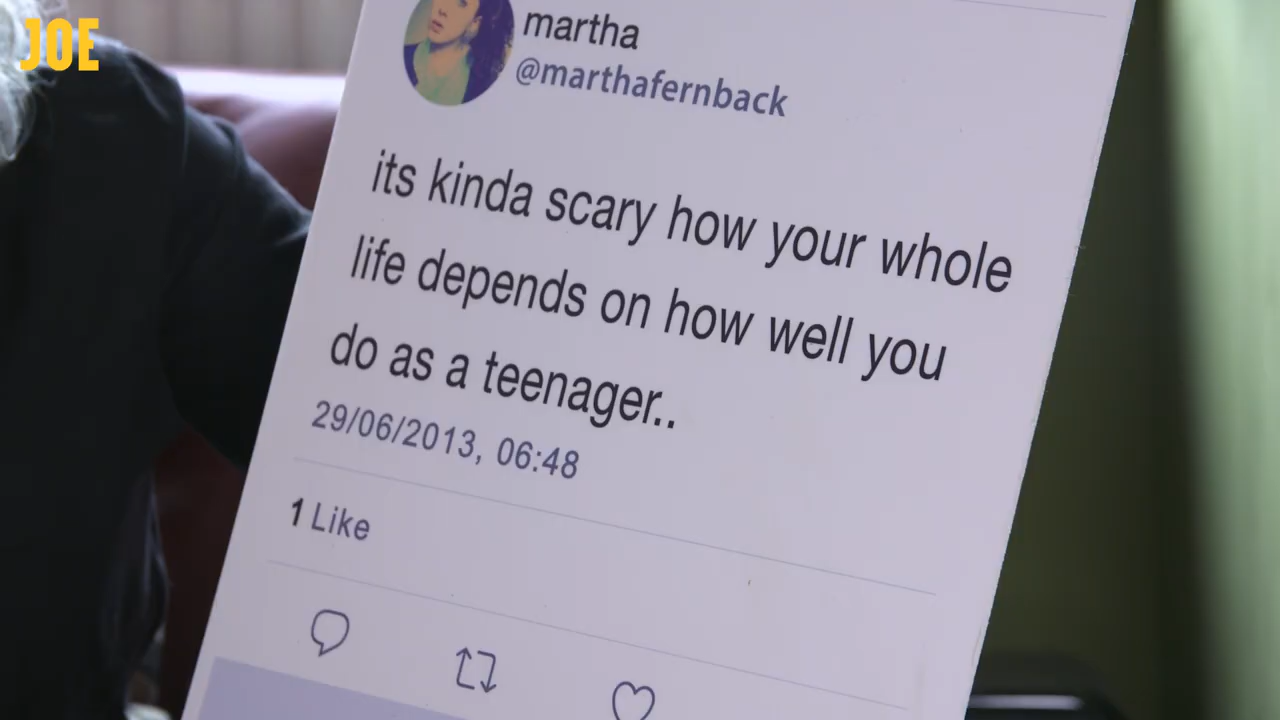 JOE
martha
@marthafernback
its kinda scary how your whole
life depends on how well you
do as a teenager..
29/06/2013, 06:48
1 Like